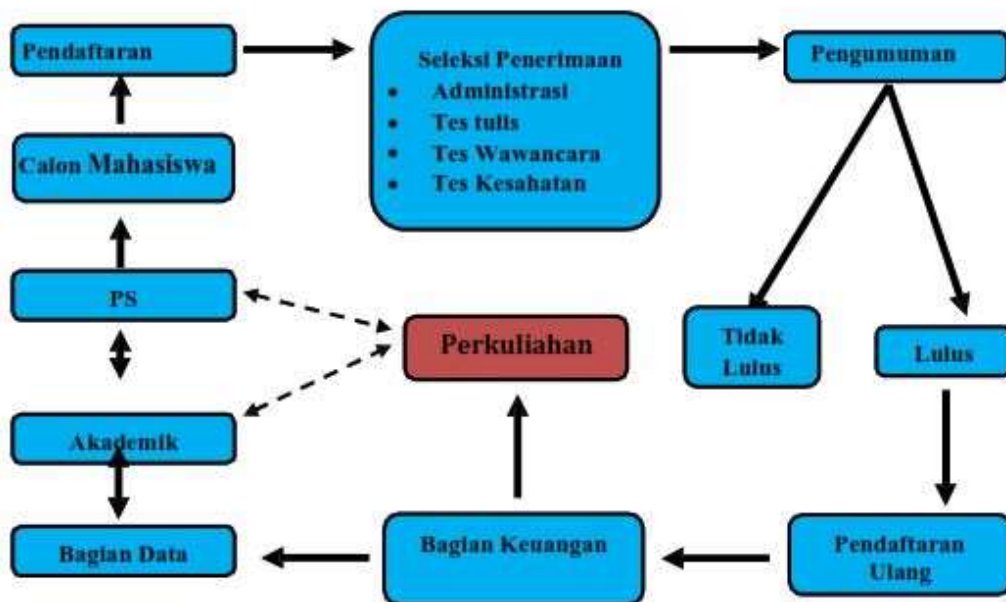 Pendaftaran
Seleksi Penerimaan
• Administrasi
• Tes tulis
• Tes Wawancara
• Tes Kesahatan
Pengumuman
Calon Mahasiswa
PS
Perkuliahan
Tidak
Lulus
Lulus
Akademik
Bagian Data
Bagian Keuangan
Pendaftaran
Ulang